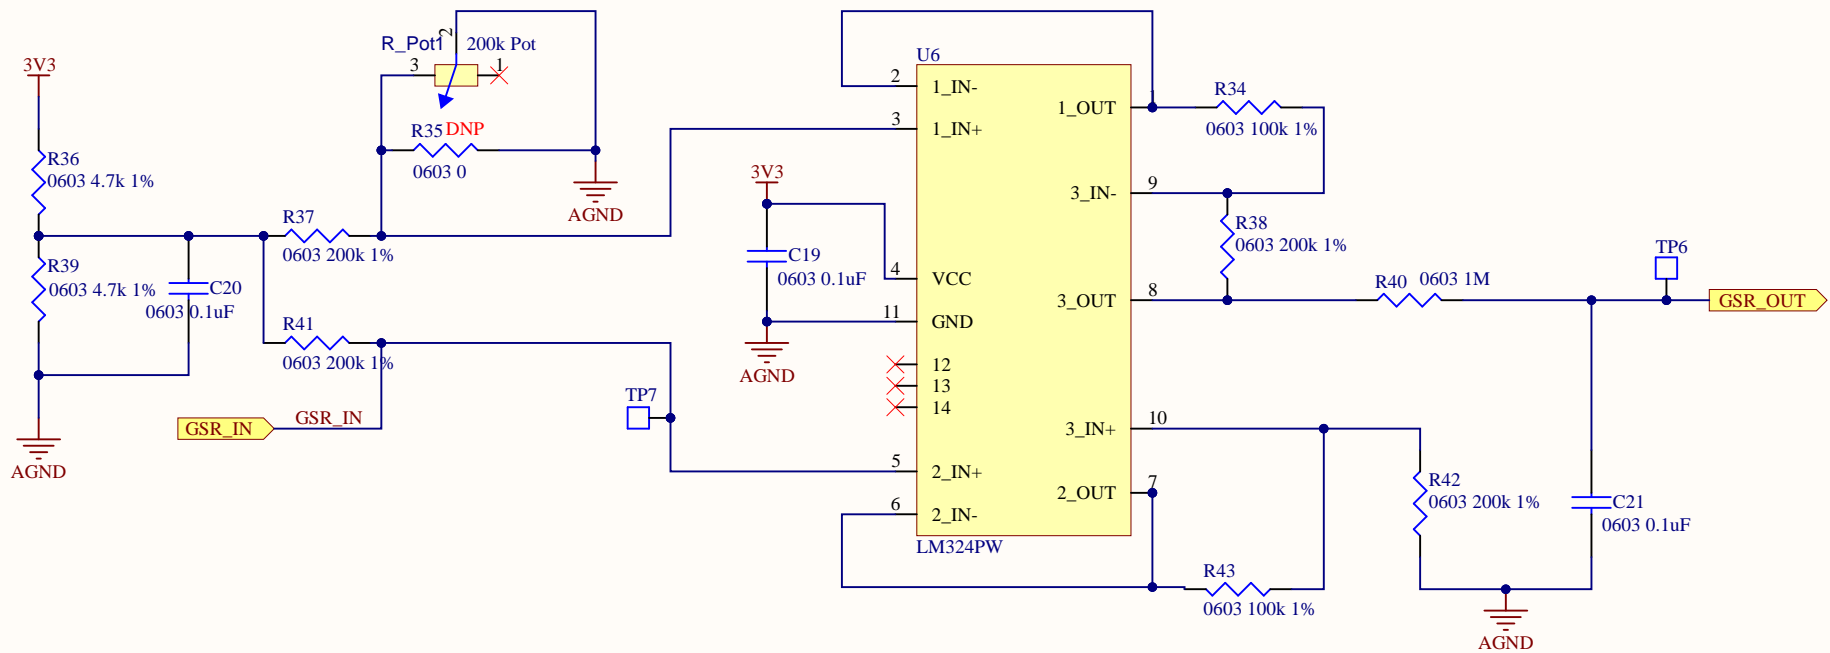 3V3
R36
0603 4.7k 1%
R39
0603 4.7k 1%
AGND
C20
0603 0.1uF
R_Pot1
200k Pot
2
3
1
R35 DNP
0603 0
AGND
R37
0603 200k 1%
R41
0603 200k 1%
GSR_IN
GSR_IN
TP7
3V3
C19
0603 0.1uF
AGND
U6
2
1_IN-
3
1_IN+
4
VCC
11
GND
12
13
14
5
2_IN+
6
2_IN-
LM324PW
1
1_OUT
9
3_IN-
8
3_OUT
10
3_IN+
7
2_OUT
R34
0603 100k 1%
R38
0603 200k 1%
R40 0603 1M
TP6
GSR_OUT
R42
0603 200k 1%
C21
0603 0.1uF
R43
0603 100k 1%
AGND